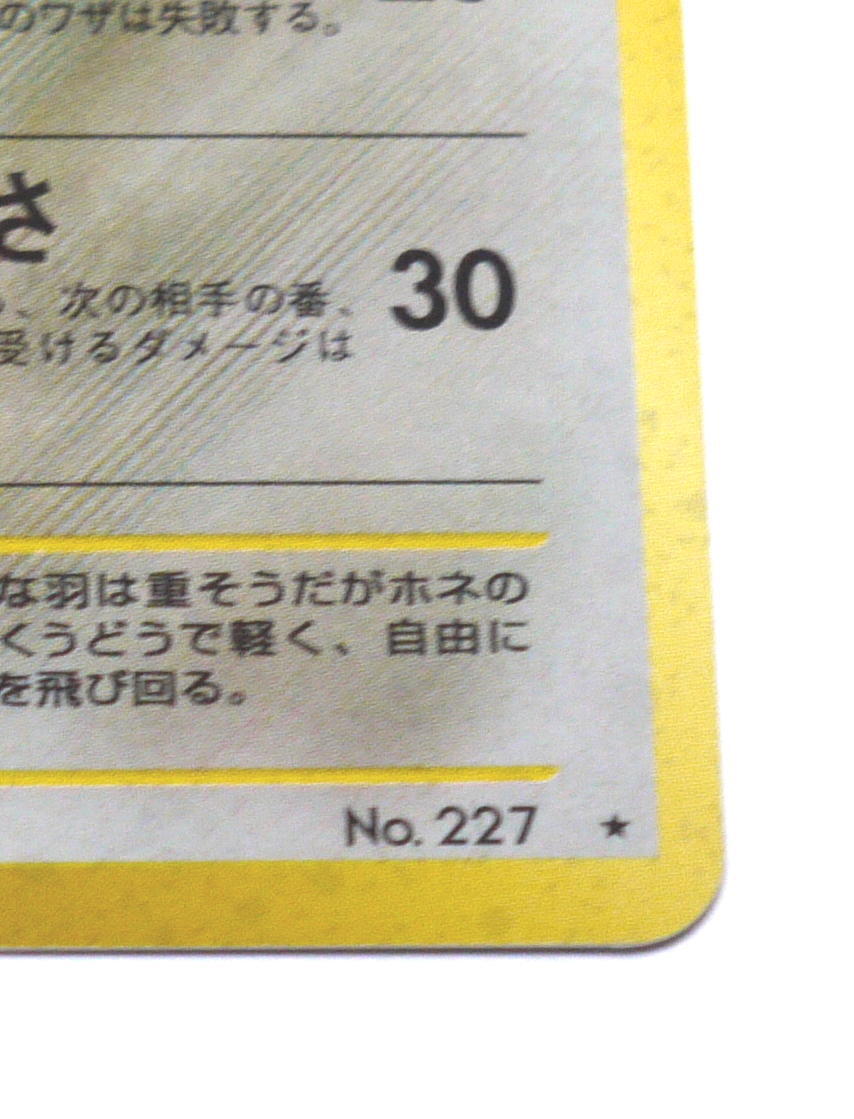 のワザは失敗する。
さ
、次の相手の番、
30
受けるダメージは
な羽は重そうだがホネの
くうどうで軽く、自由に
を飛び回る。
No. 227 ★